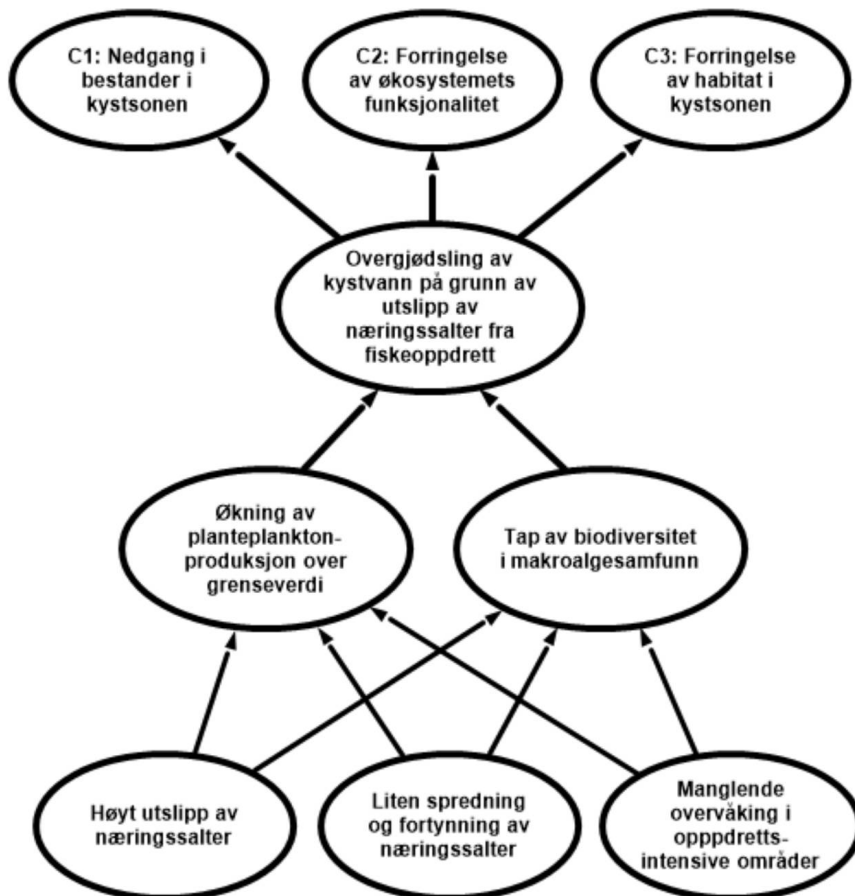 C1: Nedgang i
bestander i
kystsonen
C2: Forringelse
av økosystemets
funksjonalitet
C3: Forringelse
av habitat i
kystsonen
Overgjødsling av
kystvann på grunn av
utslipp av
næringssalter fra
fiskeoppdrett
Økning av
planteplankton-
produksjon over
grenseverdi
Tap av biodiversitet
i makroalgesamfunn
Høyt utslipp av
næringssalter
Liten spredning
og fortynning av
næringssalter
Manglende
overvåking i
opppdretts-
intensive områder